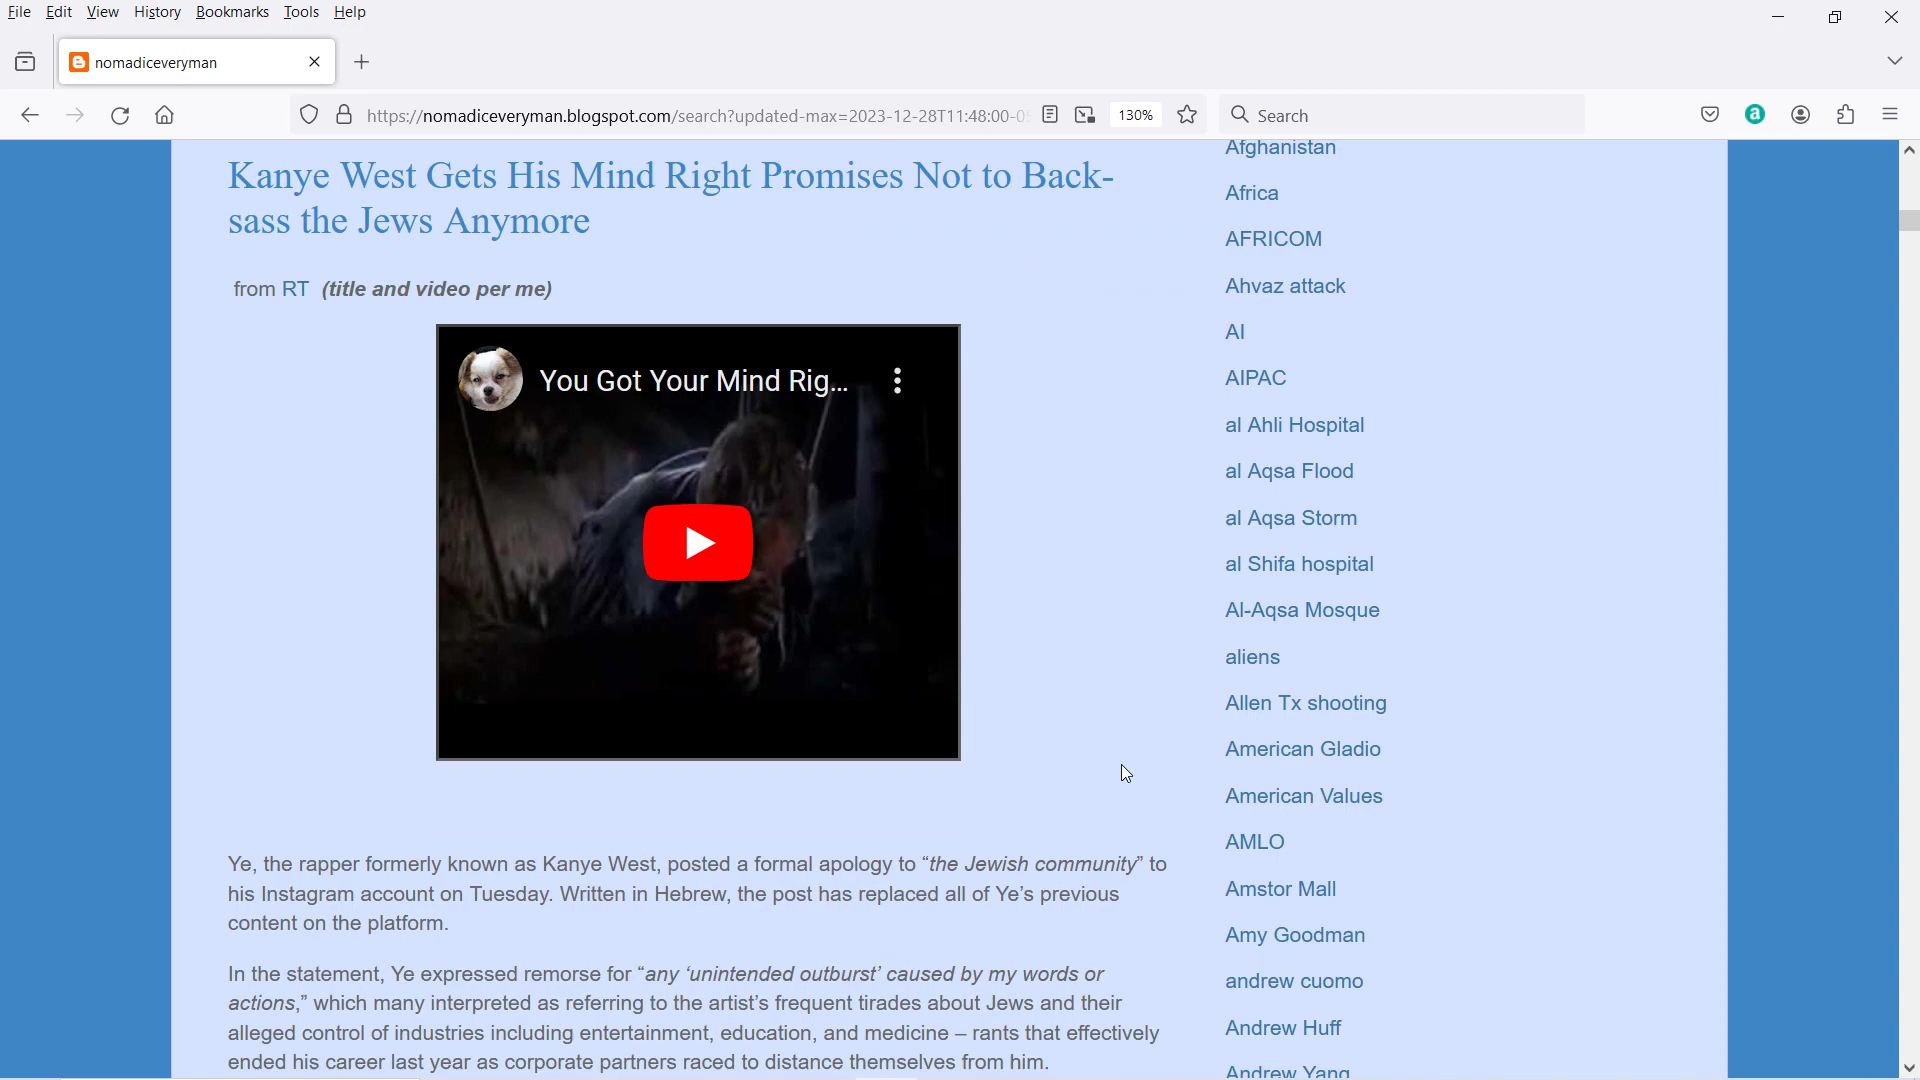 File Edit View History Bookmarks Tools Help
nomadiceveryman
https://nomadiceveryman.blogspot.com/search?updated-max=2023-12-28T11:48:00-0
130%
Search
Kanye West Gets His Mind Right Promises Not to Back-
sass the Jews Anymore
from RT (title and video per me)
You Got Your Mind Rig...
Ye, the rapper formerly known as Kanye West, posted a formal apology to “the Jewish community” to
his Instagram account on Tuesday. Written in Hebrew, the post has replaced all of Ye’s previous
content on the platform.
In the statement, Ye expressed remorse for “any ‘unintended outburst’ caused by my words or
actions,” which many interpreted as referring to the artist’s frequent tirades about Jews and their
alleged control of industries including entertainment, education, and medicine – rants that effectively
ended his career last year as corporate partners raced to distance themselves from him.
Afghanistan
Africa
AFRICOM
Ahvaz attack
AI
AIPAC
al Ahli Hospital
al Aqsa Flood
al Aqsa Storm
al Shifa hospital
Al-Aqsa Mosque
aliens
Allen Tx shooting
American Gladio
American Values
AMLO
Amstor Mall
Amy Goodman
andrew cuomo
Andrew Huff
Andrew Yang